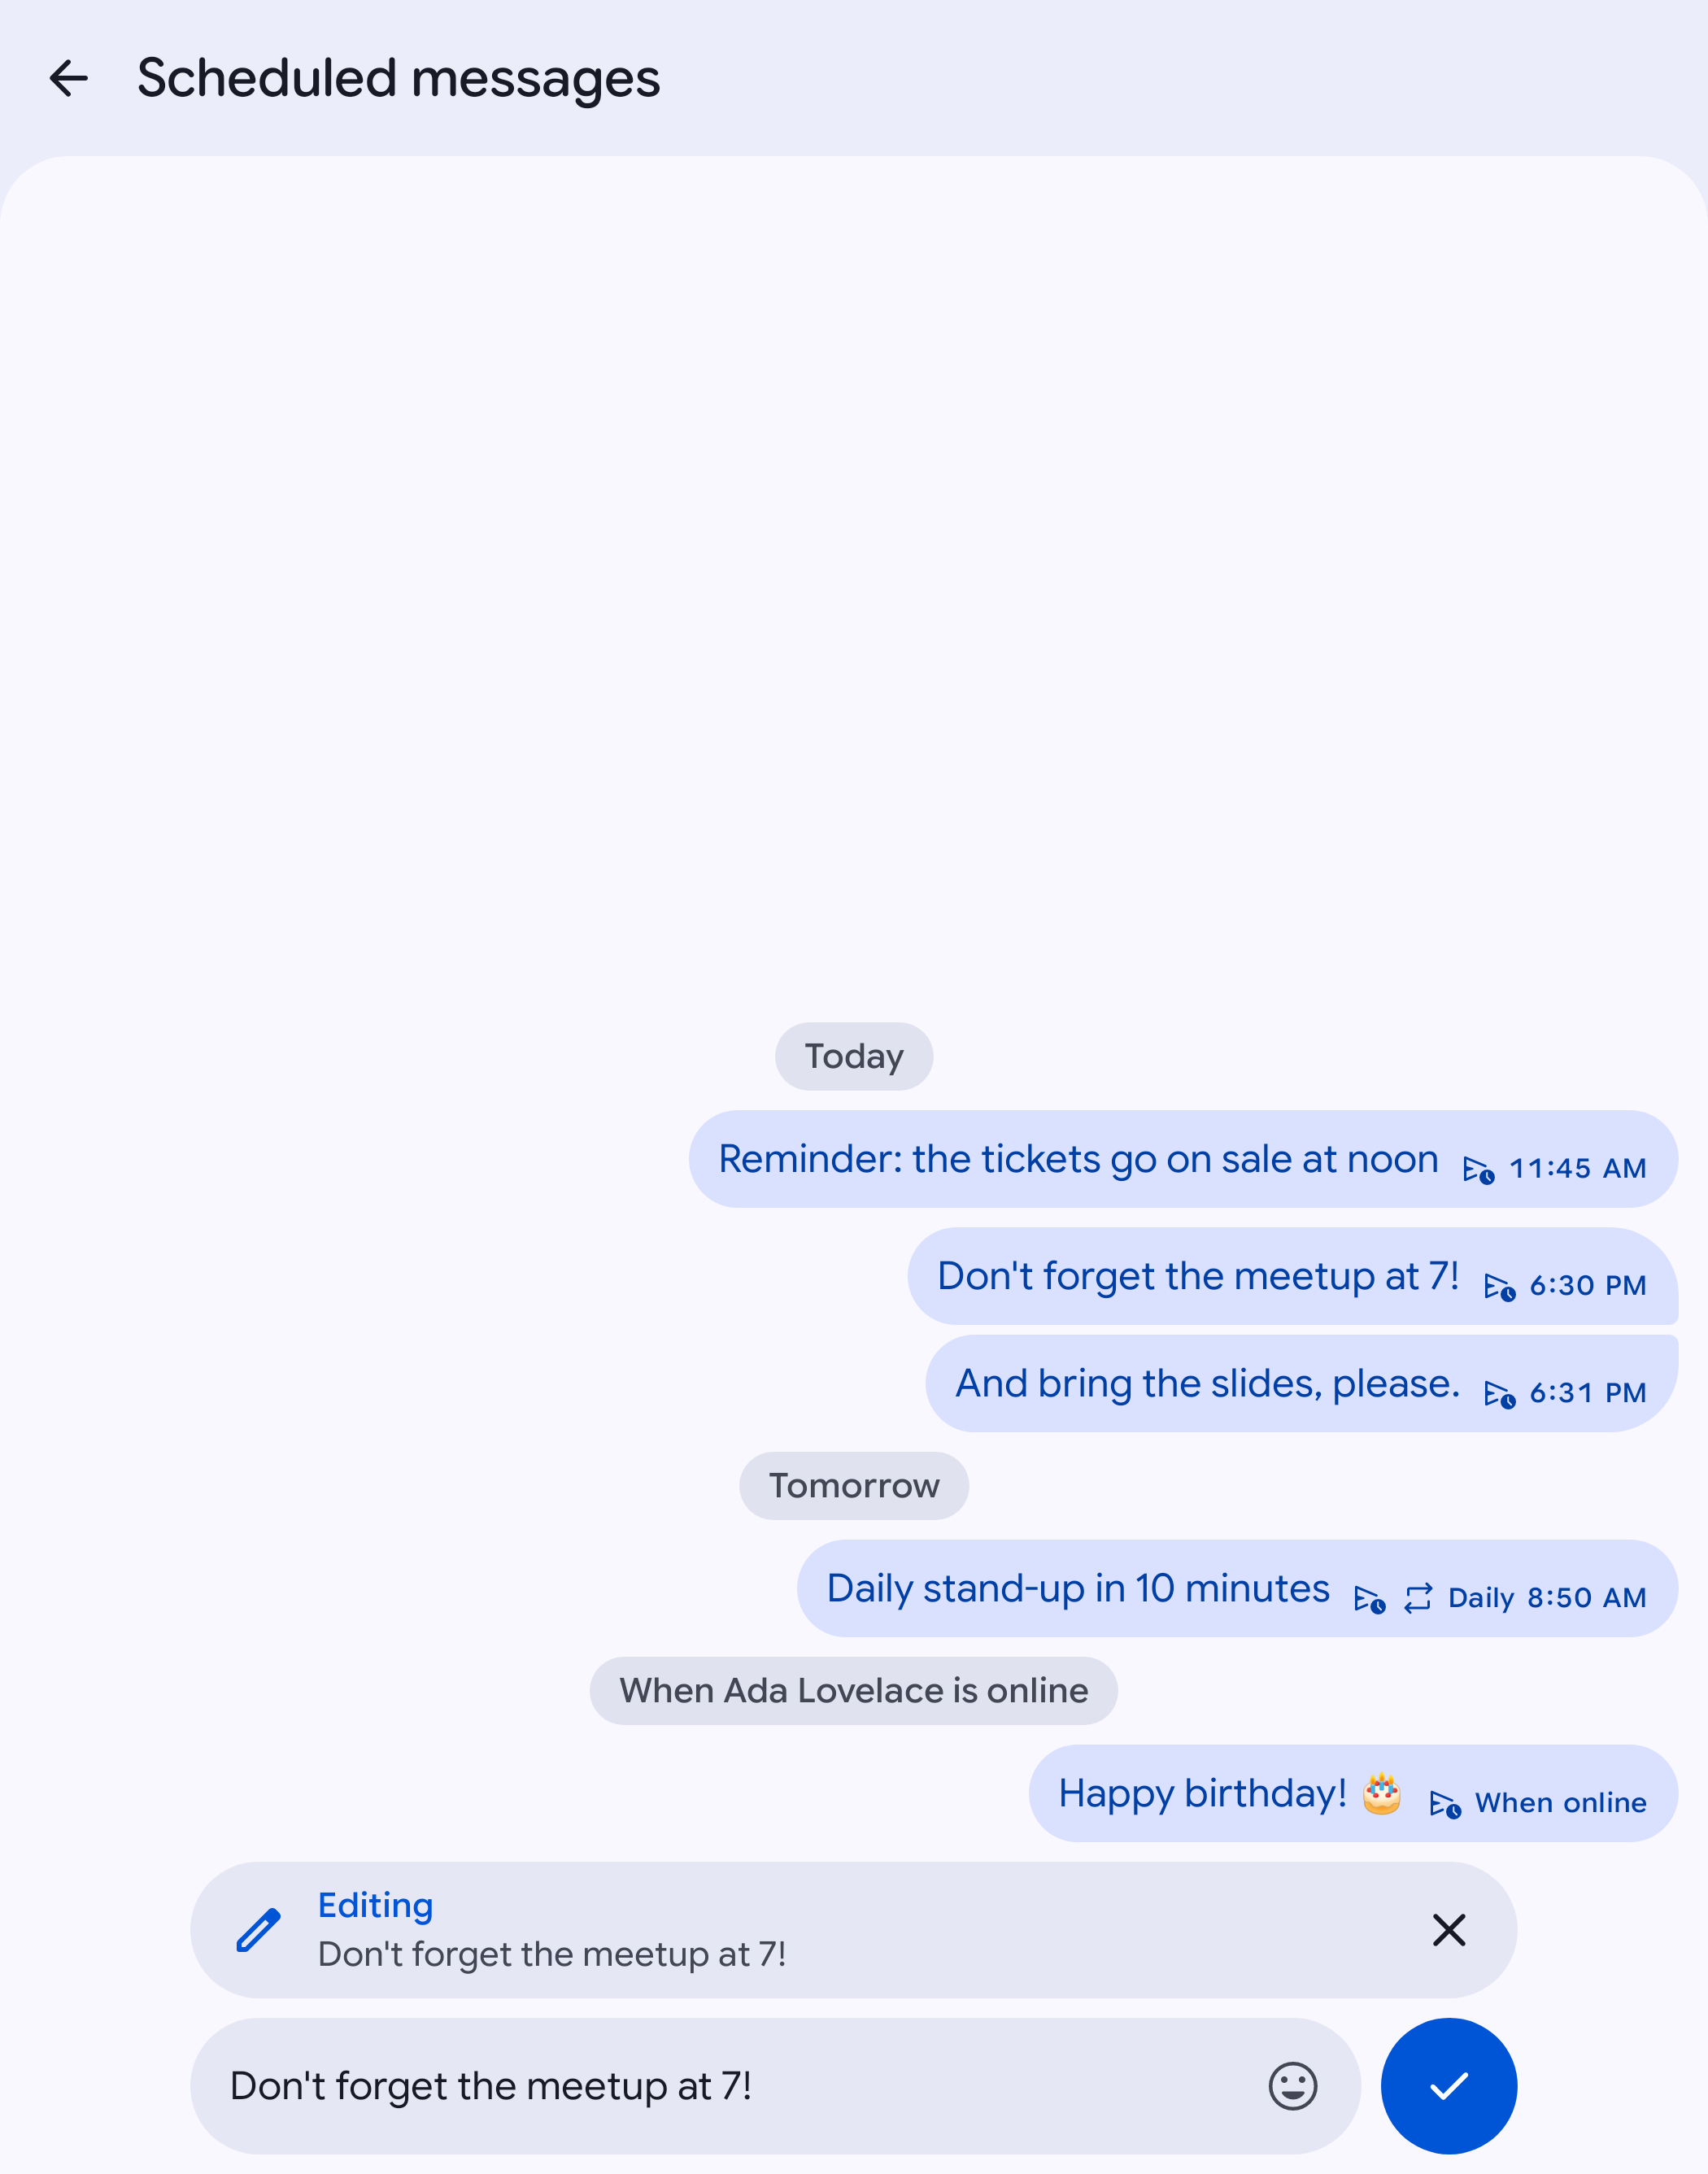 Scheduled messages
Today
Reminder: the tickets go on sale at noon 11:45 AM
Don't forget the meetup at 7! 6:30 PM
And bring the slides, please. 6:31 PM
Tomorrow
Daily stand-up in 10 minutes Daily 8:50 AM
When Ada Lovelace is online
Happy birthday! 🎂 When online
Editing
Don't forget the meetup at 7!
Don't forget the meetup at 7!